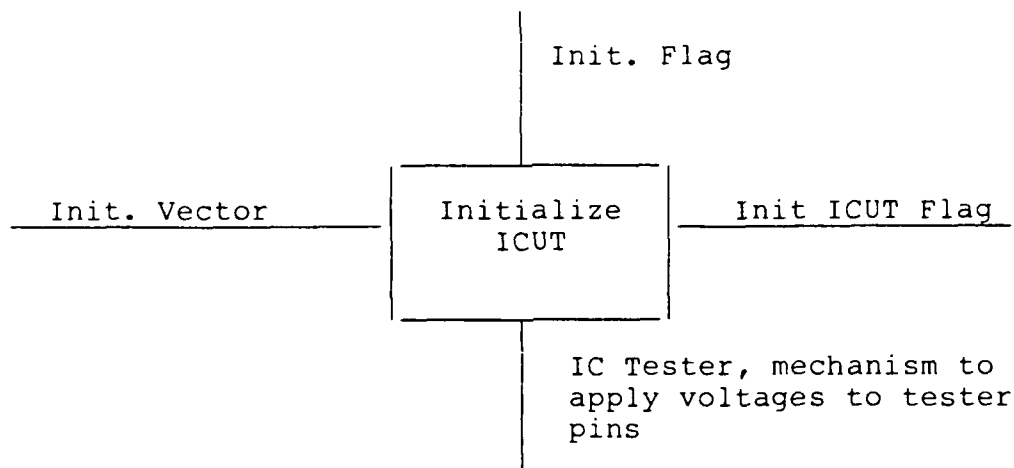 Init. Flag
Init. Vector
Initialize
ICUT
Init ICUT Flag
IC Tester, mechanism to
apply voltages to tester
pins